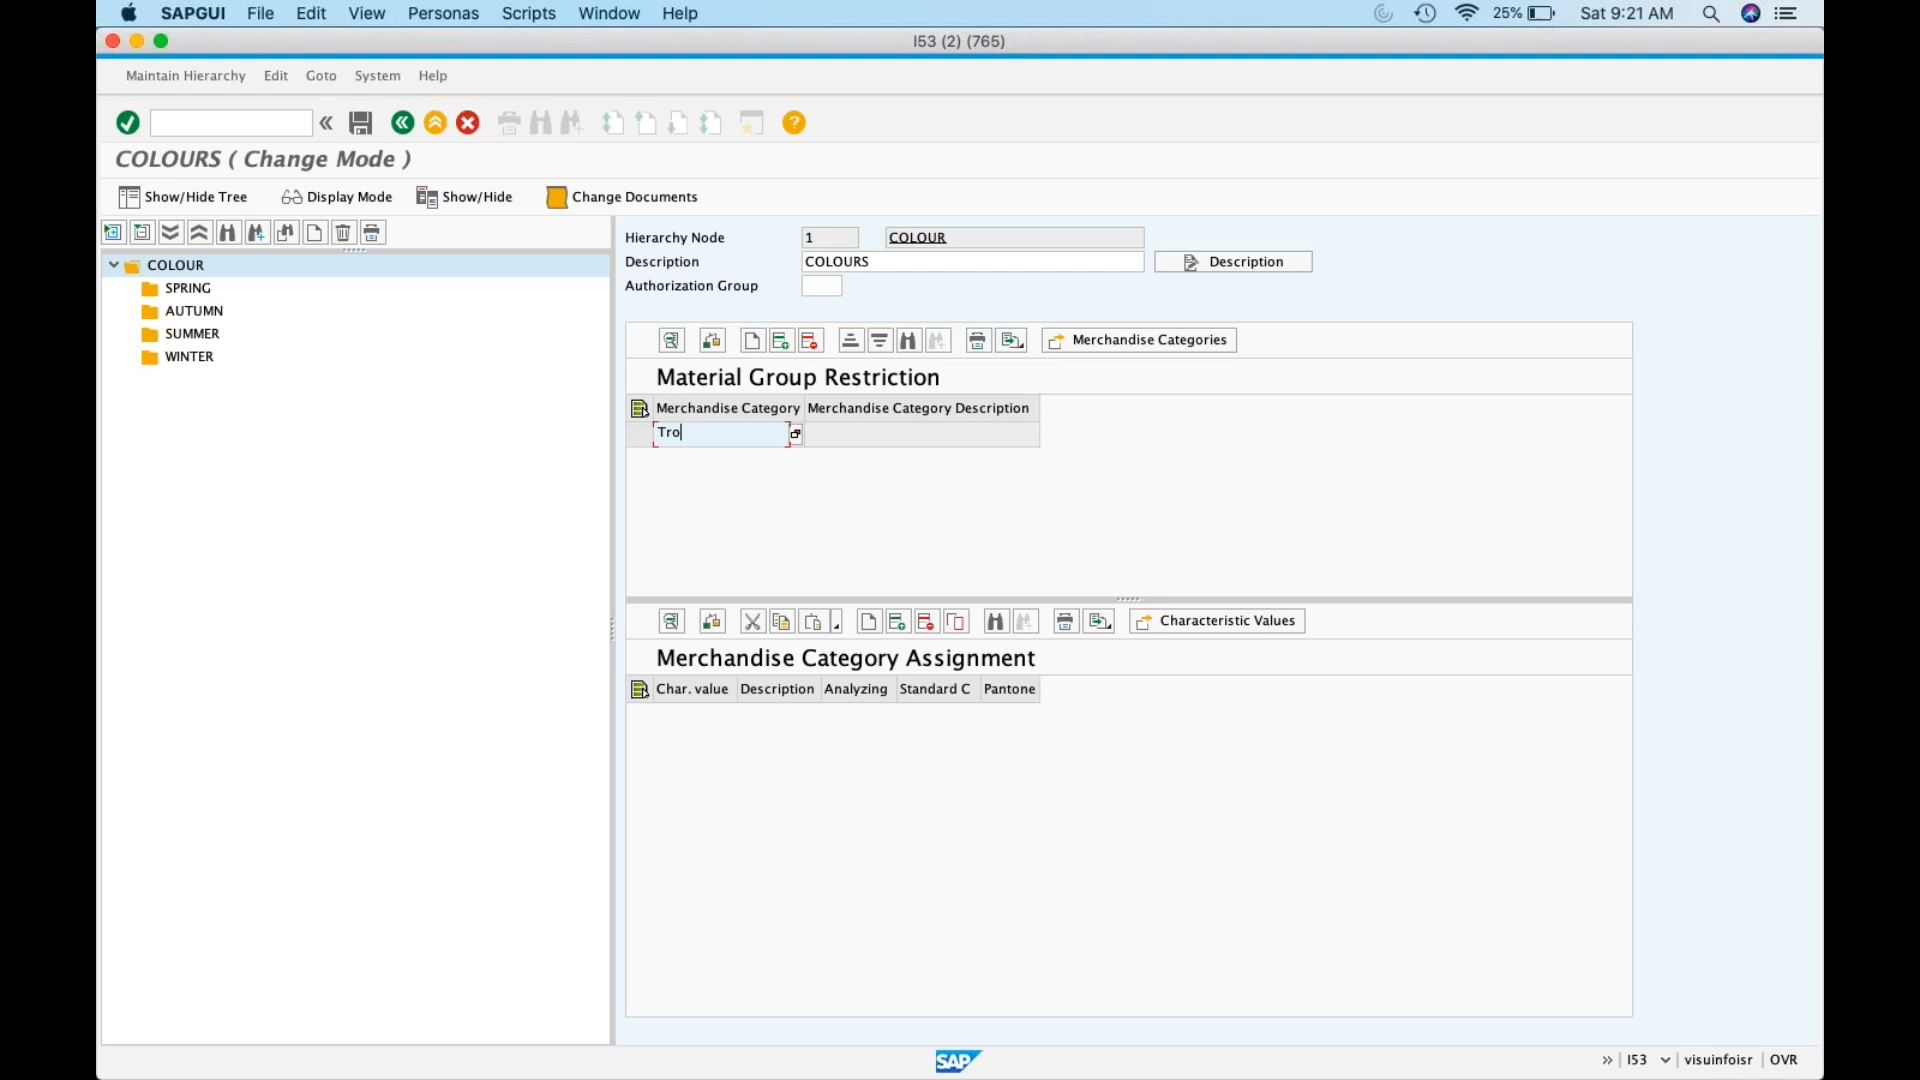 SAPGUI File Edit View Personas Scripts Window Help 25% Sat 9:21 AM
I53 (2) (765)
Maintain Hierarchy Edit Goto System Help
COLOURS ( Change Mode )
Show/Hide Tree Display Mode Show/Hide Change Documents
Hierarchy Node 1 COLOUR
Description COLOURS Description
Authorization Group
COLOUR
SPRING
AUTUMN
SUMMER
WINTER
Merchandise Categories
Material Group Restriction
Merchandise Category Merchandise Category Description
Tro
Characteristic Values
Merchandise Category Assignment
Char. value Description Analyzing Standard C Pantone
SAP
I53 visuinfoisr OVR